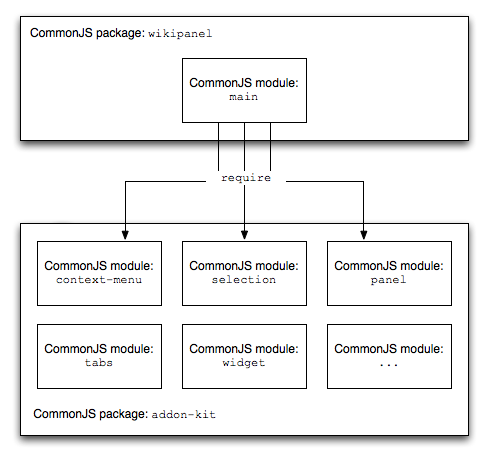 CommonJS package: wikipanel
CommonJS module:
main
require
CommonJS module:
context-menu
CommonJS module:
selection
CommonJS module:
panel
CommonJS module:
tabs
CommonJS module:
widget
CommonJS module:
...
CommonJS package: addon-kit